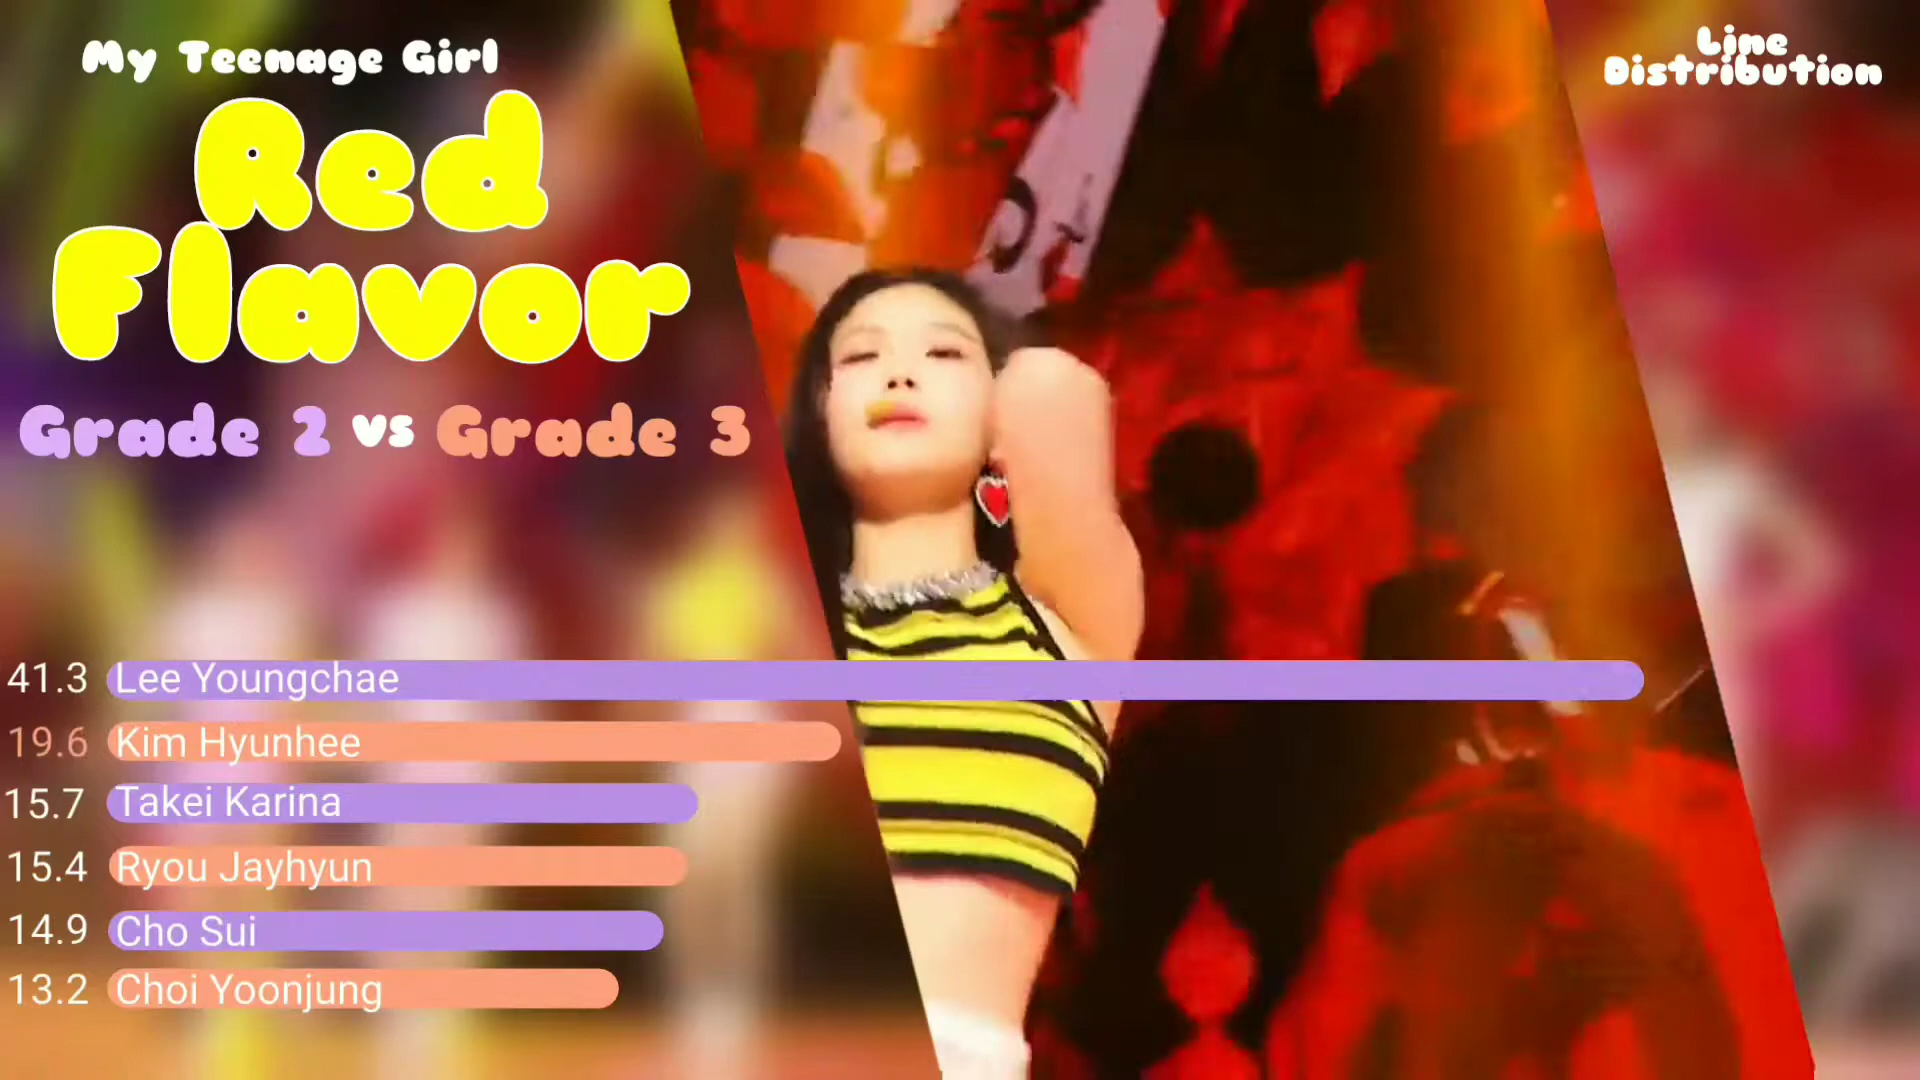 My Teenage Girl
Red
Flavor
Grade 2 vs Grade 3
Line
Distribution
41.3 Lee Youngchae
19.6 Kim Hyunhee
15.7 Takei Karina
15.4 Ryou Jayhyun
14.9 Cho Sui
13.2 Choi Yoonjung